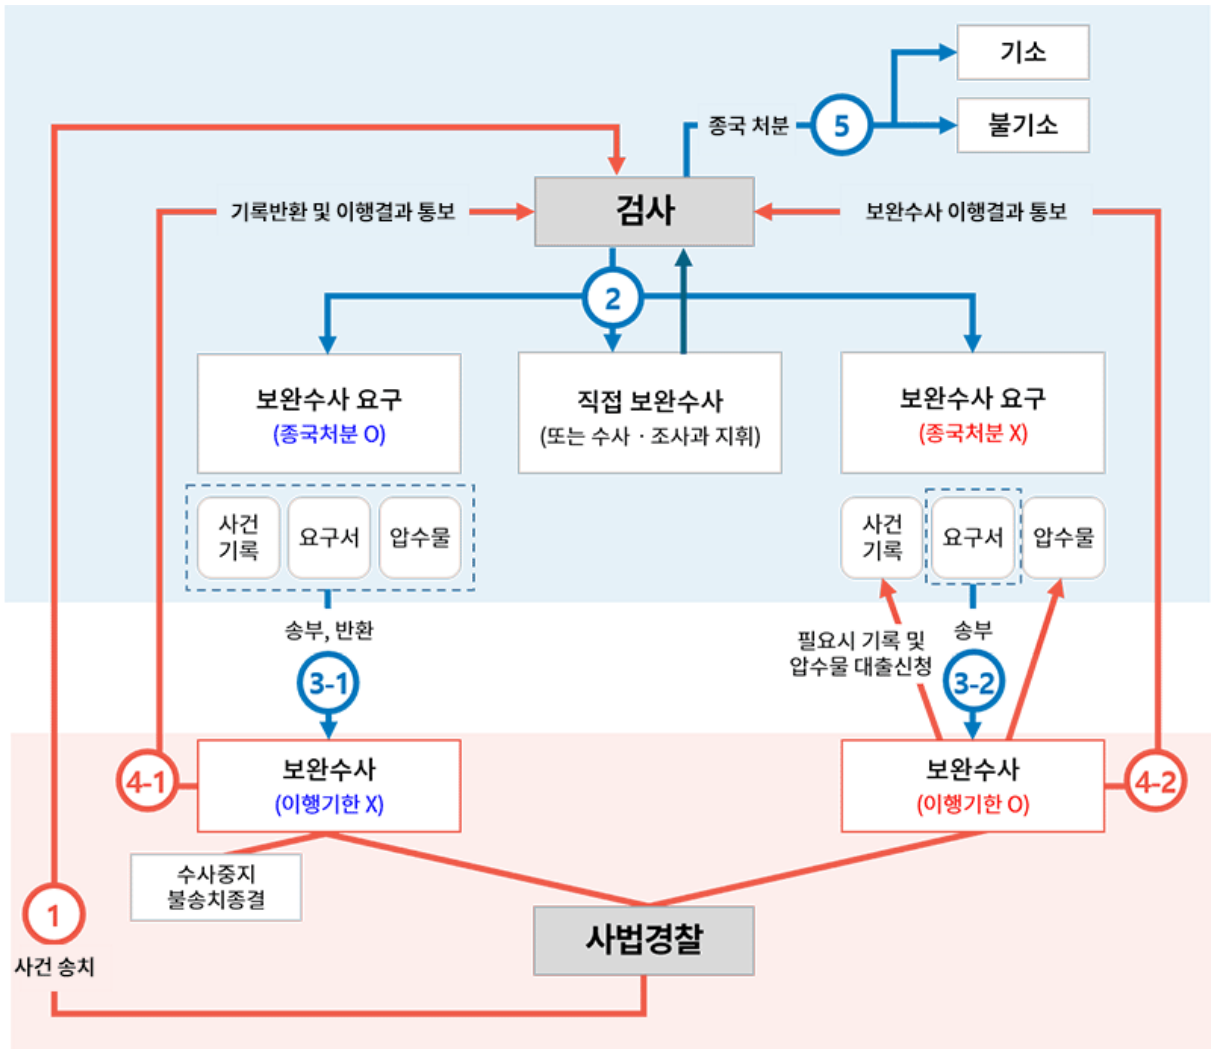 기소
종국 처분
5
불기소
기록반환 및 이행결과 통보
검사
보완수사 이행결과 통보
2
보완수사 요구
(종국처분 O)
직접 보완수사
(또는 수사 · 조사과 지휘)
보완수사 요구
(종국처분 X)
사건
기록
요구서
압수물
사건
기록
요구서
압수물
송부, 반환
3-1
필요시 기록 및
압수물 대출신청
송부
3-2
4-1
보완수사
(이행기한 X)
보완수사
(이행기한 O)
4-2
수사중지
불송치종결
1
사건 송치
사법경찰